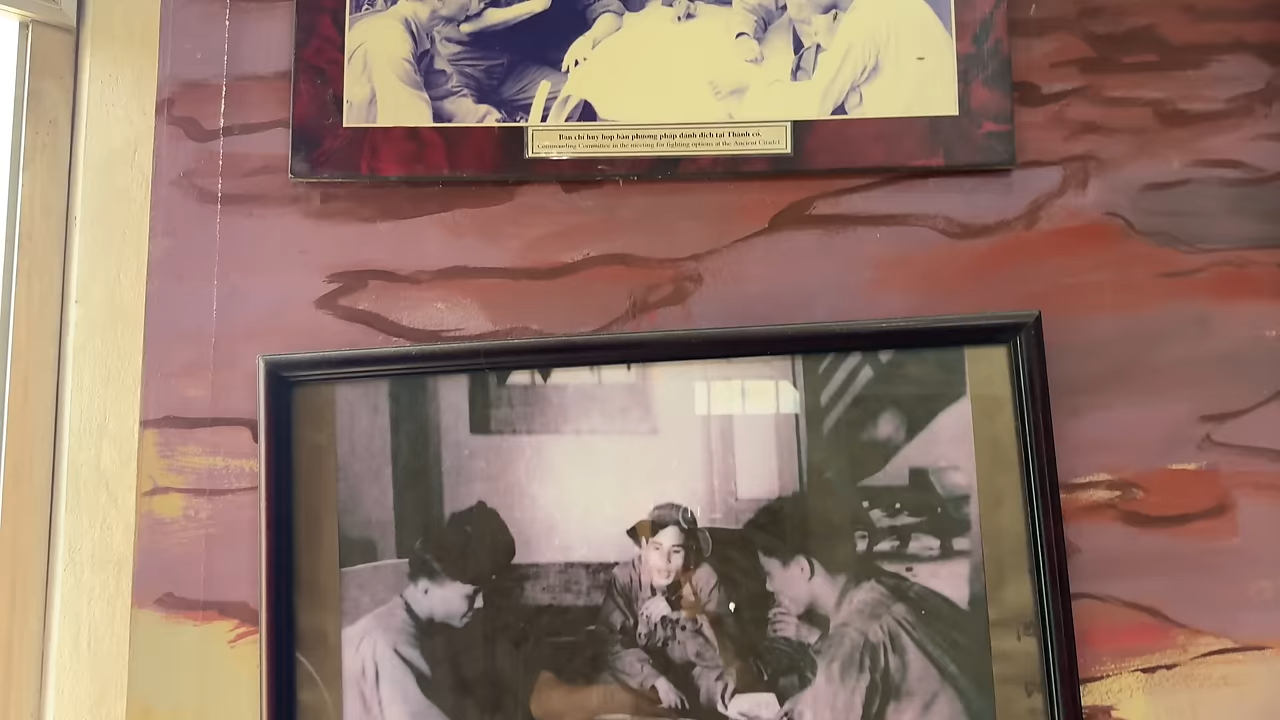 Ban chỉ huy họp bàn phương pháp đánh địch tại Thành cổ.
Commanding Committee in the meeting for fighting options at the Ancient Citadel